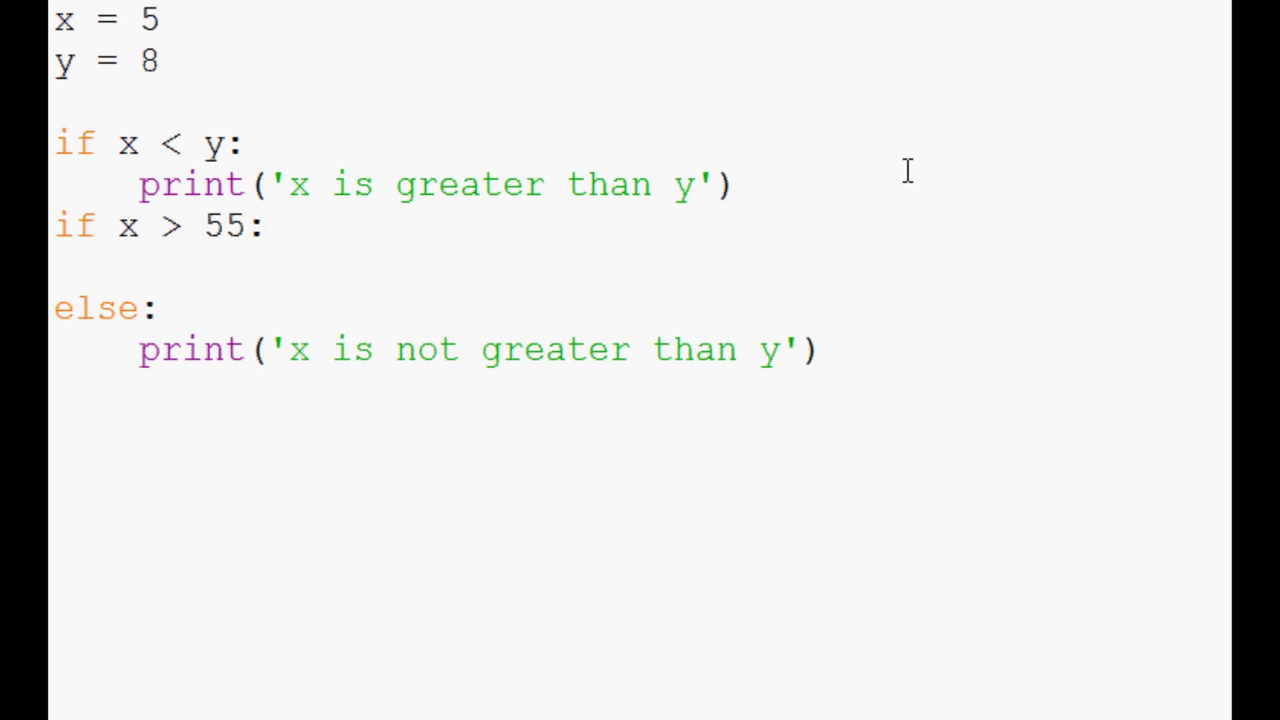 x = 5
y = 8
if x < y:
    print('x is greater than y')
if x > 55:
else:
    print('x is not greater than y')